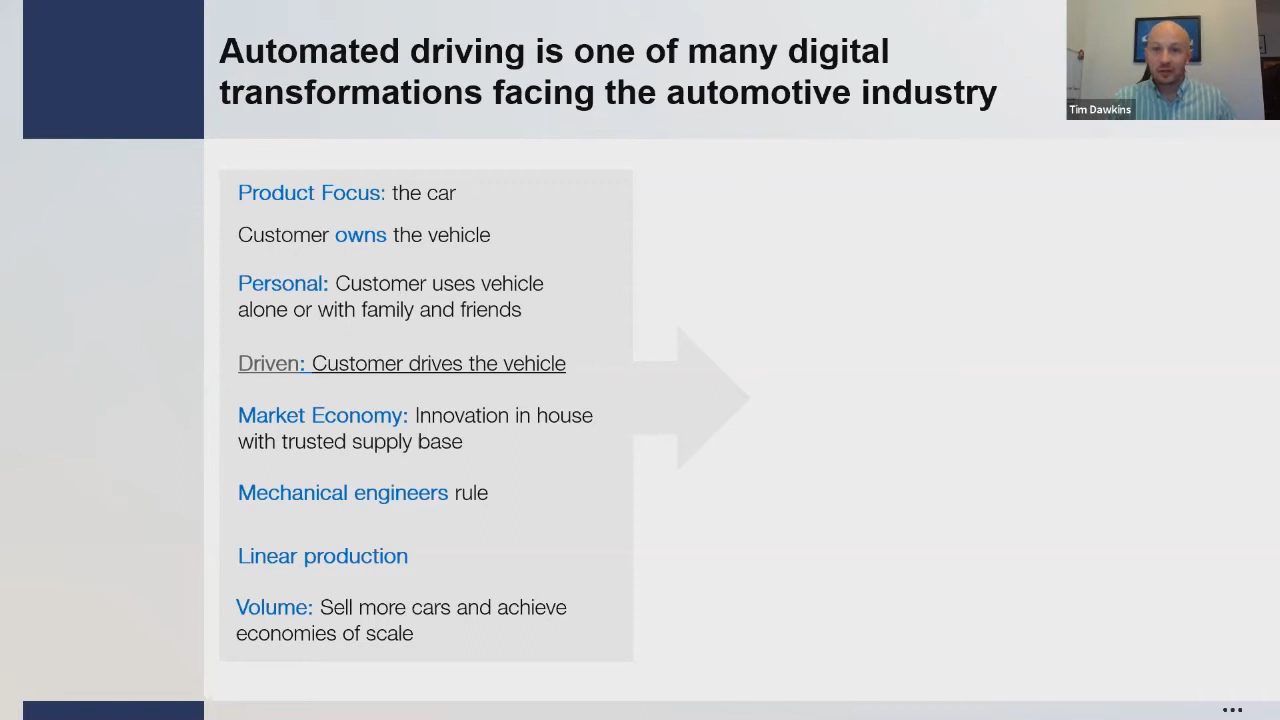 Automated driving is one of many digital
transformations facing the automotive industry
Tim Dawkins
Product Focus: the car
Customer owns the vehicle
Personal: Customer uses vehicle
alone or with family and friends
Driven: Customer drives the vehicle
Market Economy: Innovation in house
with trusted supply base
Mechanical engineers rule
Linear production
Volume: Sell more cars and achieve
economies of scale